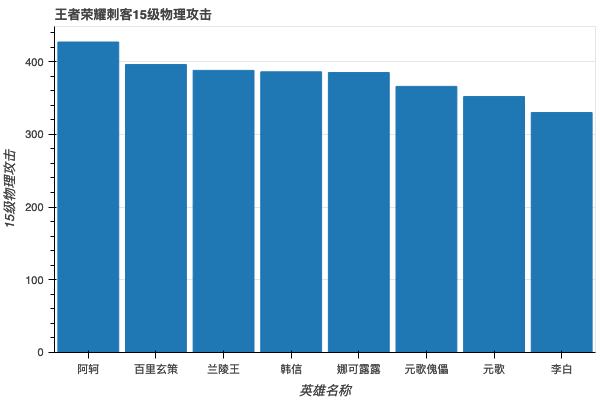 王者荣耀刺客15级物理攻击
15级物理攻击
400
300
200
100
0
阿轲 百里玄策 兰陵王 韩信 娜可露露 元歌傀儡 元歌 李白
英雄名称